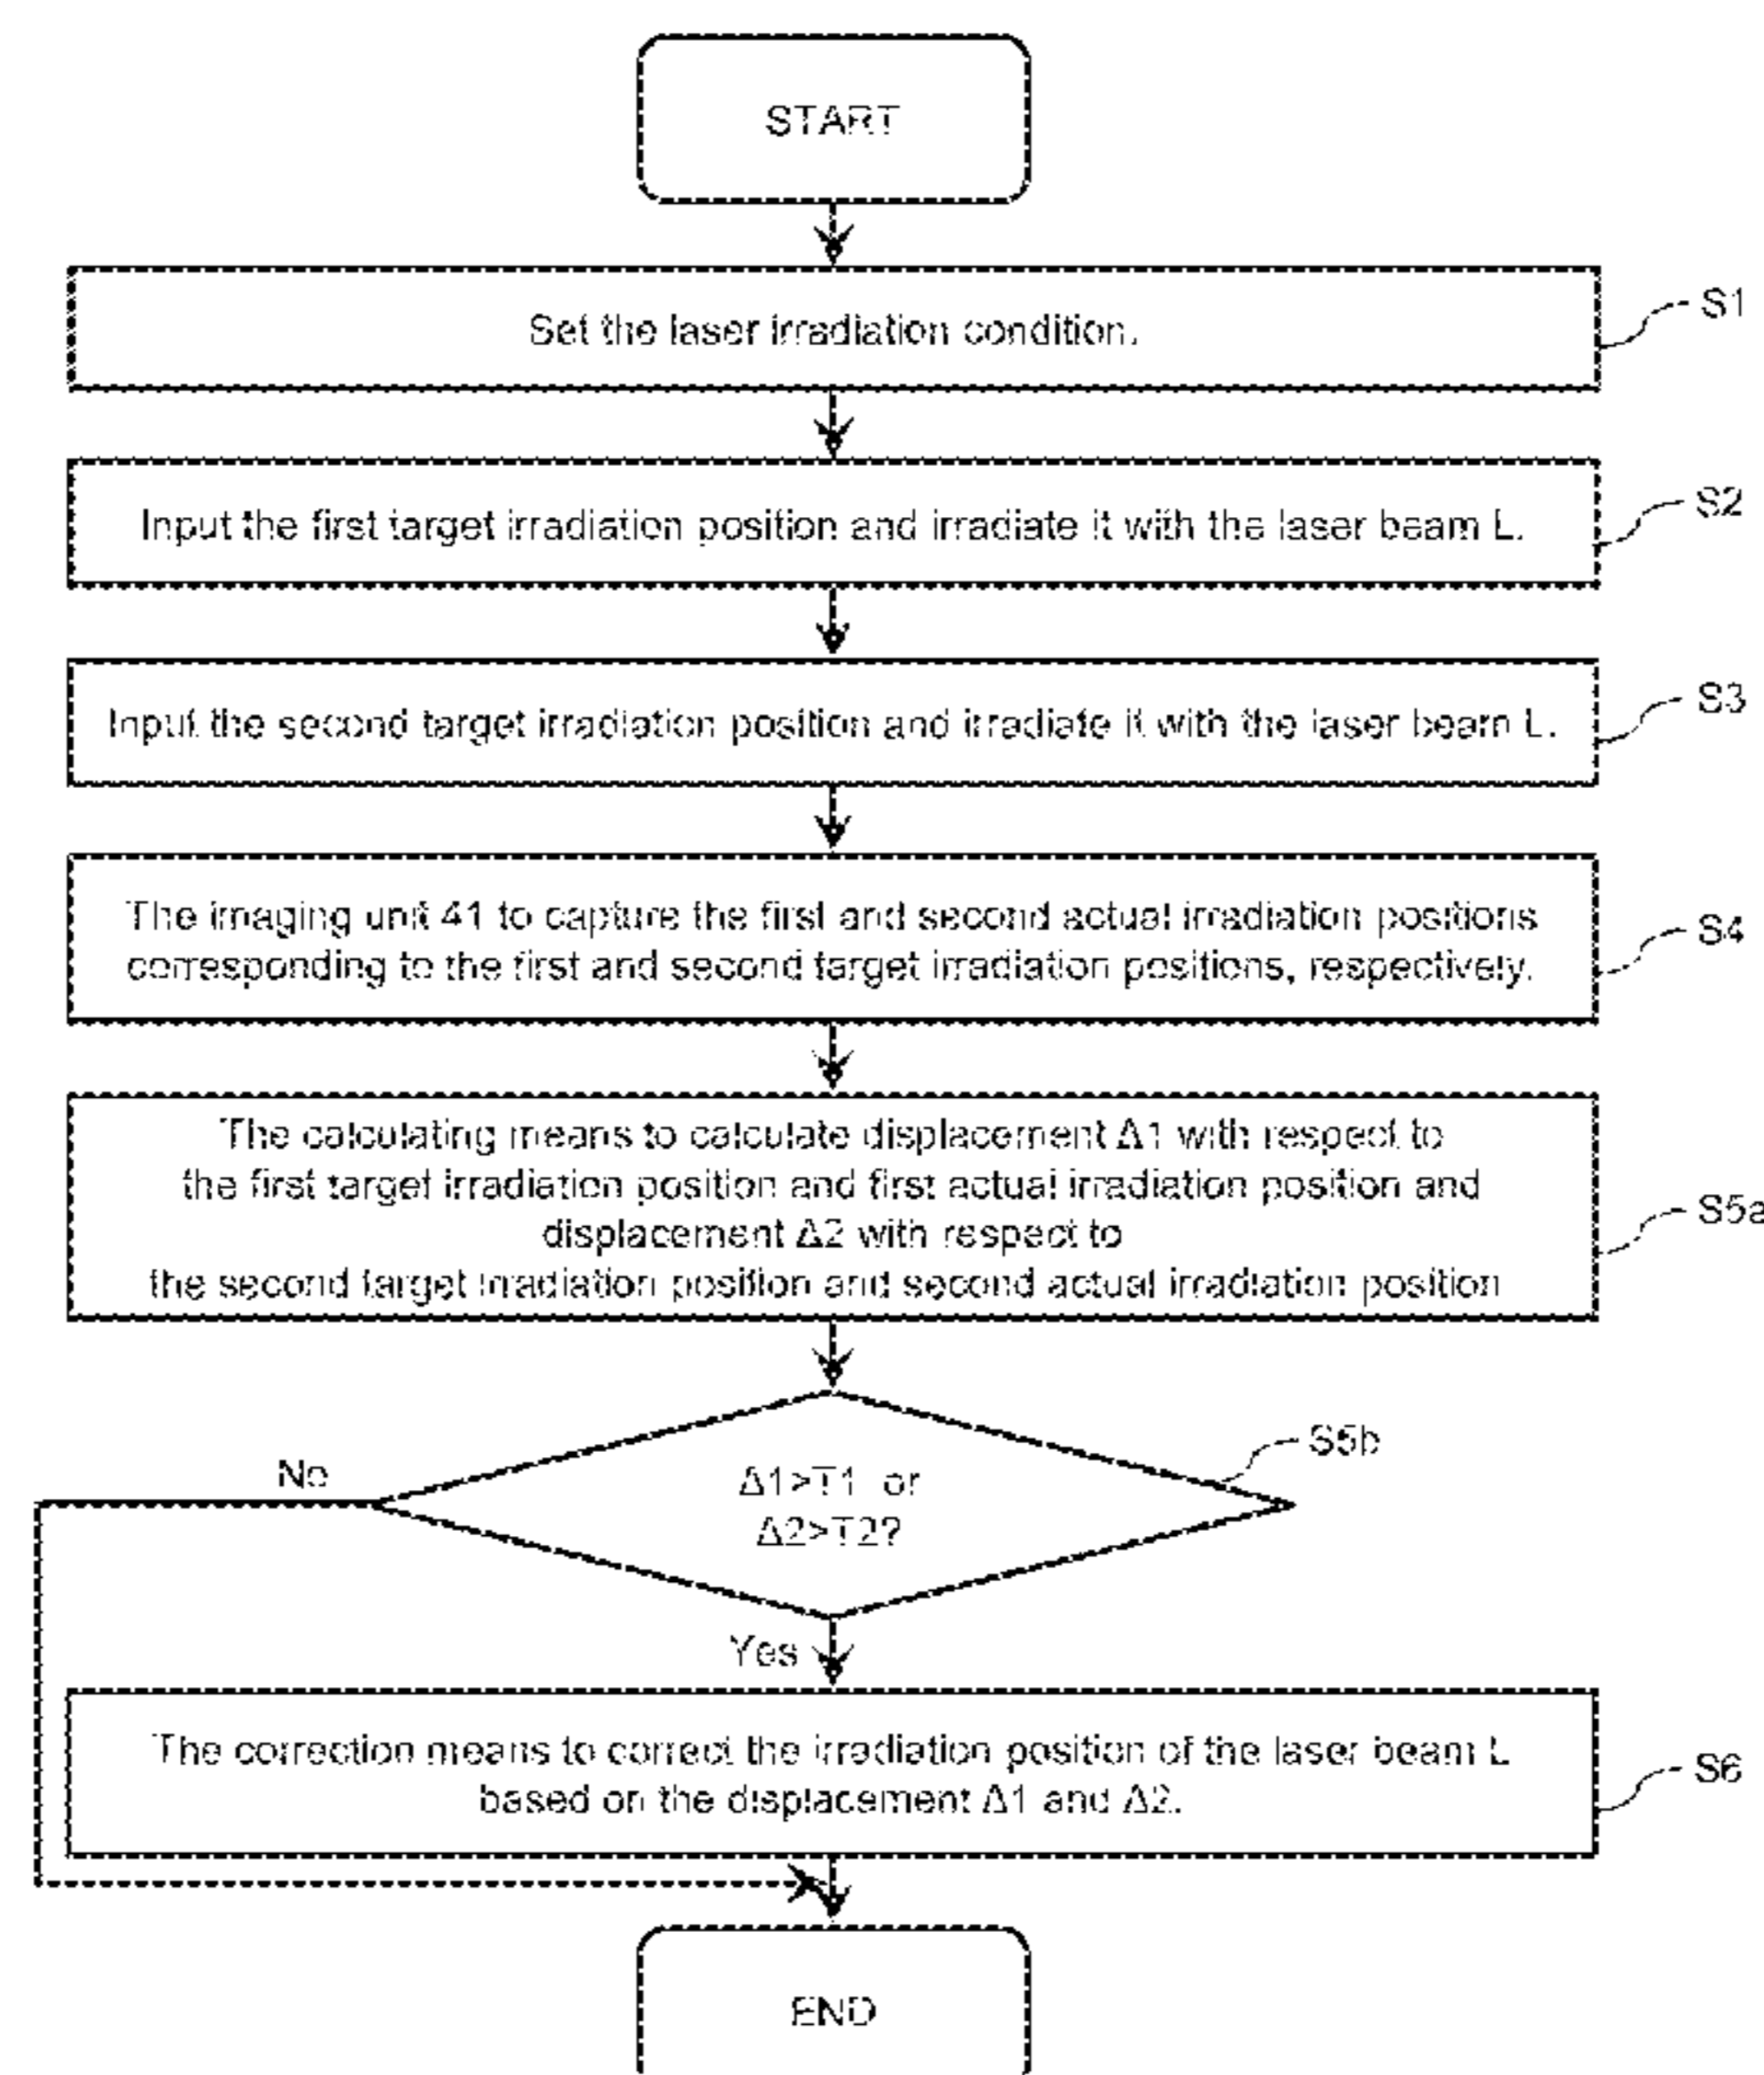 START
Set the laser irradiation condition.
S1
Input the first target irradiation position and irradiate it with the laser beam L.
S2
Input the second target irradiation position and irradiate it with the laser beam L.
S3
The imaging unit 41 to capture the first and second actual irradiation positions
corresponding to the first and second target irradiation positions, respectively.
S4
The calculating means to calculate displacement Δ1 with respect to
the first target irradiation position and first actual irradiation position and
displacement Δ2 with respect to
the second target irradiation position and second actual irradiation position
S5a
S5b
No
Δ1>T1 or
Δ2>T2?
Yes
The correction means to correct the irradiation position of the laser beam L
based on the displacement Δ1 and Δ2.
S6
END